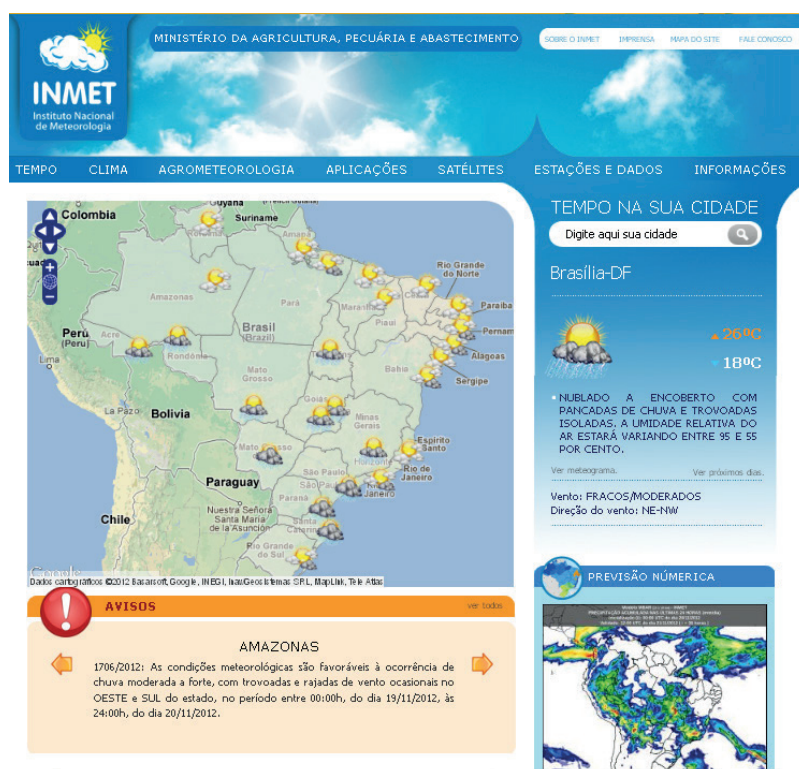 MINISTÉRIO DA AGRICULTURA, PECUÁRIA E ABASTECIMENTO
SOBRE O INMET IMPRENSA MAPA DO SITE FALE CONOSCO
INMET
Instituto Nacional
de Meteorologia
TEMPO CLIMA AGROMETEOROLOGIA APLICAÇÕES SATÉLITES ESTAÇÕES E DADOS INFORMAÇÕES
Colombia
Guyana
Suriname
Amapá
Amazonas
Pará
Rio Grande
do Norte
Paraíba
Piauí
Pernam
Perú
(Peru)
Acre
Rondônia
Brasil
(Brazil)
Alagoas
Sergipe
Bahia
Lima
Mato
Grosso
La Paz
Bolivia
Goiás
Minas
Gerais
Espírito
Santo
Rio de
Janeiro
São Paulo
Paraguay
Paraná
Nuestra Señora
Santa María
de la Asunción
Chile
Santa
Rio Grande
do Sul
Google
Dados cartográficos ©2012 Basarsoft, Google, INEGI, Inav/Geosistemas SRL, MapLink, Tele Atlas
TEMPO NA SUA CIDADE
Digite aqui sua cidade
Brasília-DF
26ºC
18ºC
NUBLADO A ENCOBERTO COM
PANCADAS DE CHUVA E TROVOADAS
ISOLADAS. A UMIDADE RELATIVA DO
AR ESTARÁ VARIANDO ENTRE 95 E 55
POR CENTO.
Ver meteograma. Ver próximos dias.
Vento: FRACOS/MODERADOS
Direção do vento: NE-NW
PREVISÃO NÚMERICA
AVISOS
ver todos
AMAZONAS
1706/2012: As condições meteorológicas são favoráveis à ocorrência de
chuva moderada a forte, com trovoadas e rajadas de vento ocasionais no
OESTE e SUL do estado, no período entre 00:00h, do dia 19/11/2012, às
24:00h, do dia 20/11/2012.